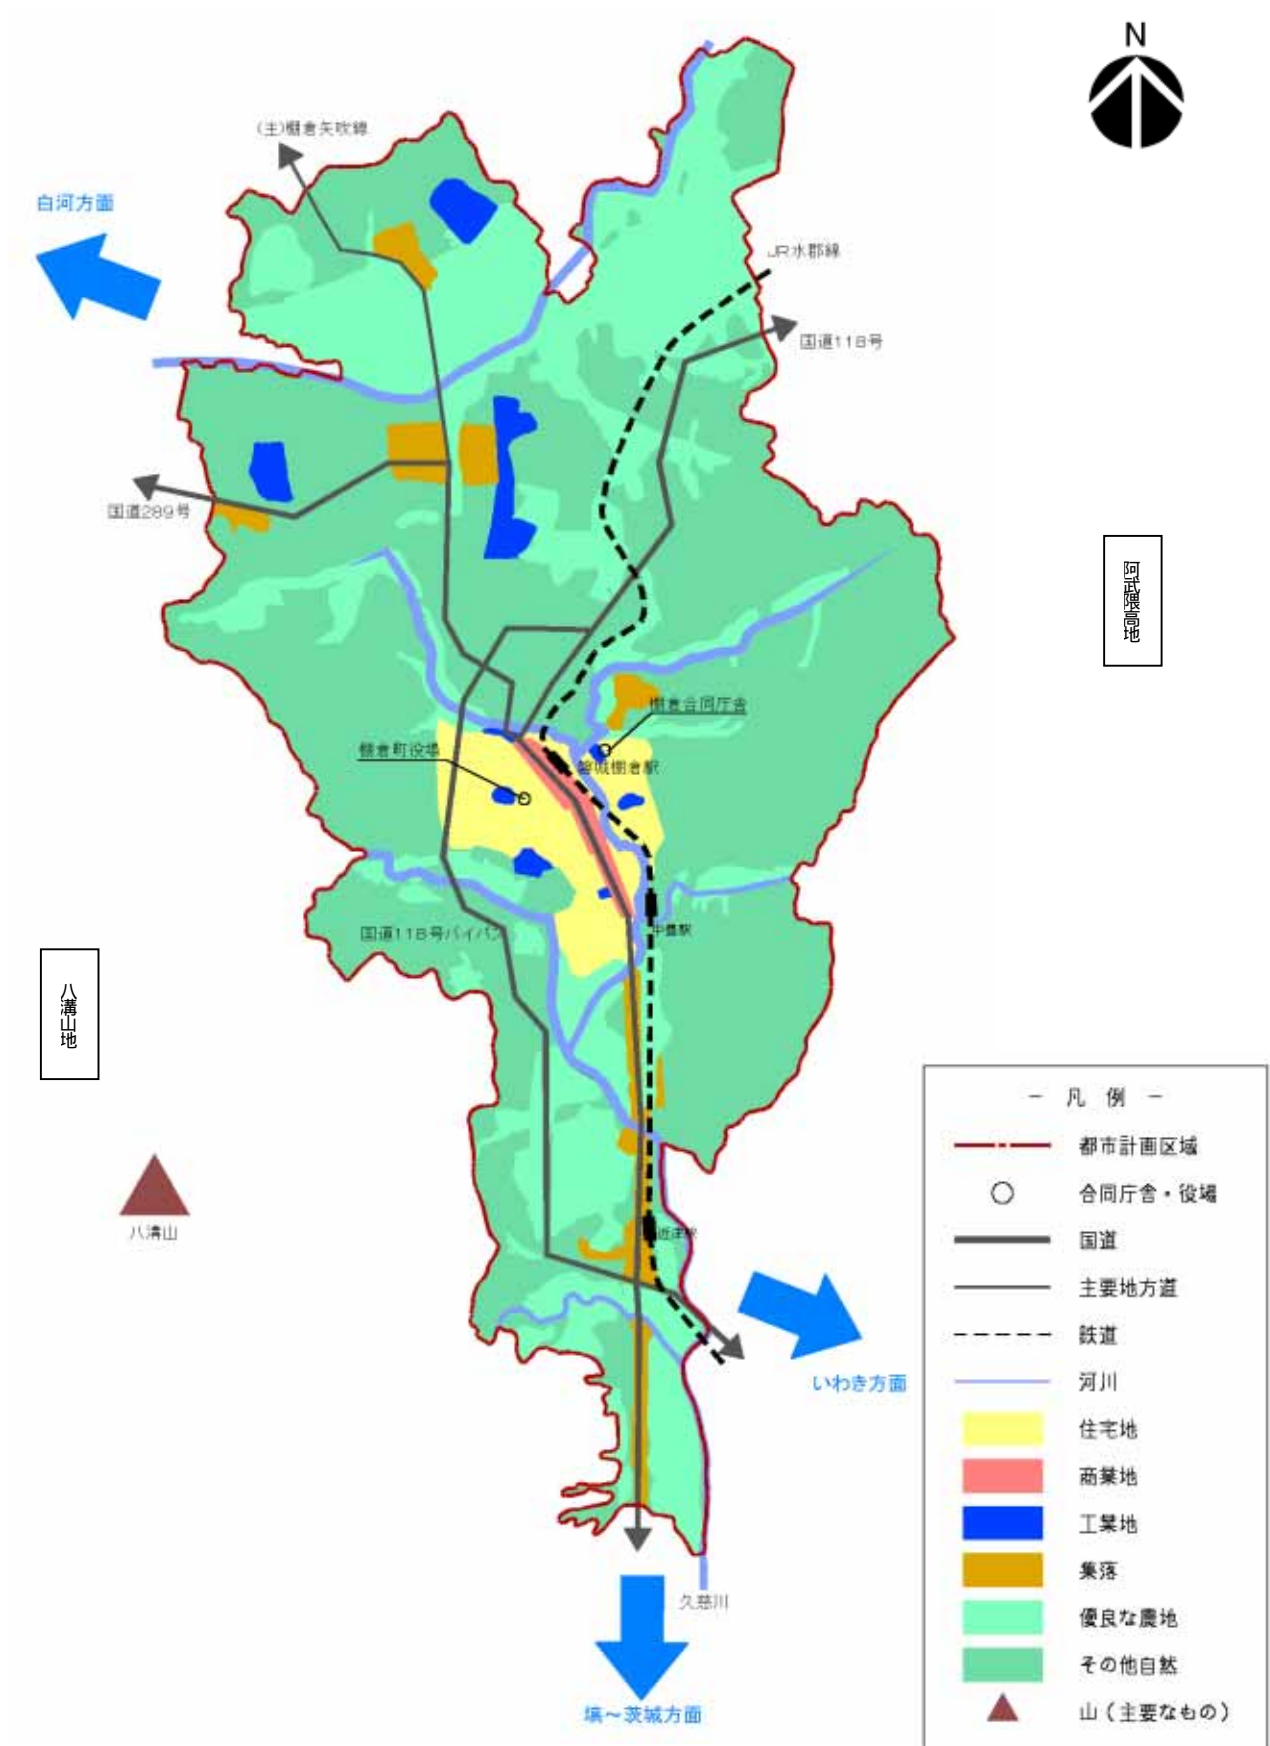 N
(主)棚倉矢吹線
白河方面
JR水郡線
国道118号
国道289号
阿武隈高地
棚倉合同庁舎
棚倉町役場
磐城棚倉駅
国道118号バイパス
中豊駅
八溝山地
八溝山
近津駅
いわき方面
久慈川
塙～茨城方面
－ 凡 例 －
都市計画区域
合同庁舎・役場
国道
主要地方道
鉄道
河川
住宅地
商業地
工業地
集落
優良な農地
その他自然
山(主要なもの)